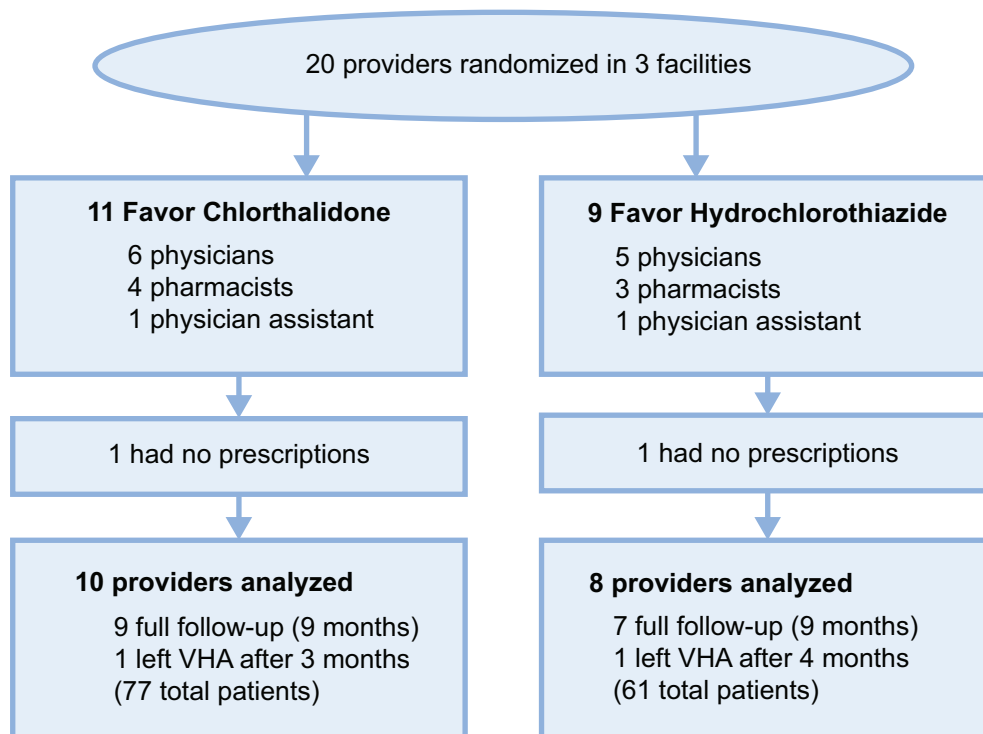 20 providers randomized in 3 facilities
11 Favor Chlorthalidone
6 physicians
4 pharmacists
1 physician assistant
9 Favor Hydrochlorothiazide
5 physicians
3 pharmacists
1 physician assistant
1 had no prescriptions
1 had no prescriptions
10 providers analyzed
9 full follow-up (9 months)
1 left VHA after 3 months
(77 total patients)
8 providers analyzed
7 full follow-up (9 months)
1 left VHA after 4 months
(61 total patients)